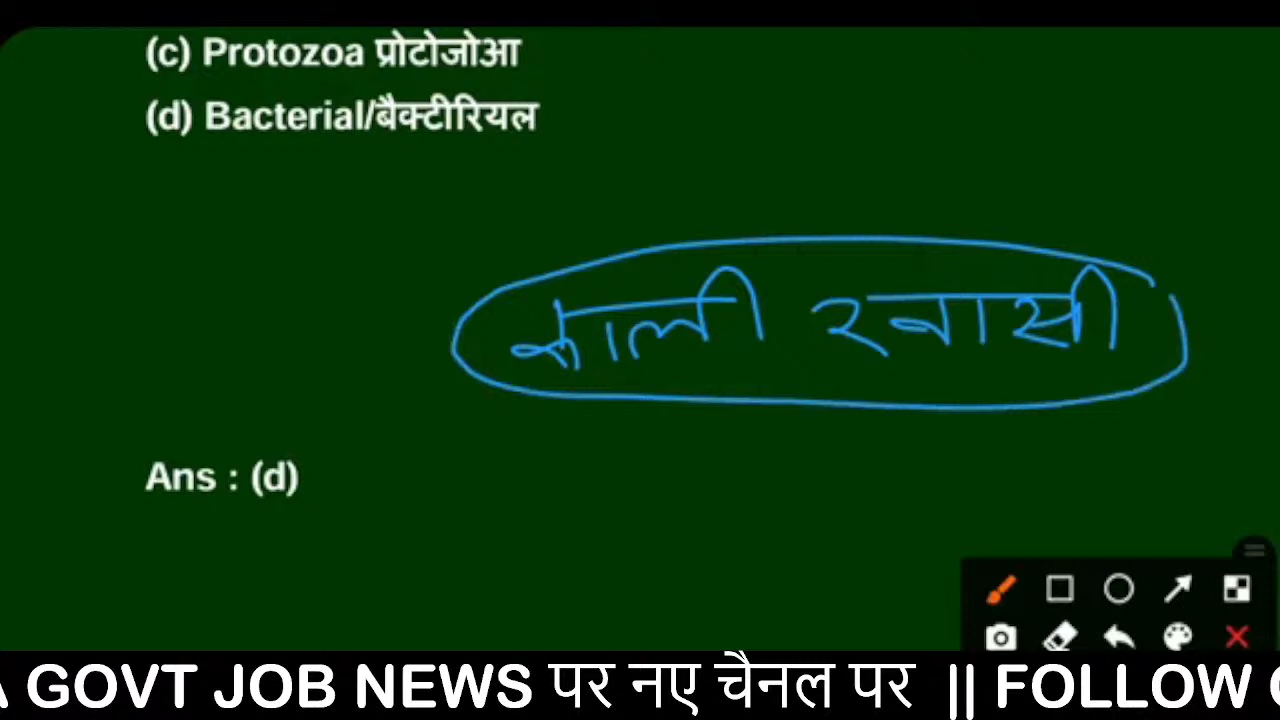 (c) Protozoa प्रोटोजोआ
(d) Bacterial/बैक्टीरियल
काली खासी
Ans : (d)
A GOVT JOB NEWS पर नए चैनल पर || FOLLOW